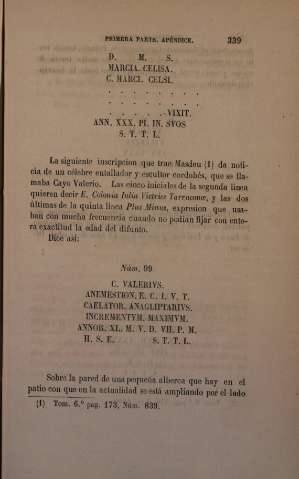 PRIMERA PARTE, APÉNDICE. 339
D. M. S.
MARCIA. CELISA.
C. MARCI. CELSI.
. . . . . . . .
. . . . . . . .
. . . . . .-VIXIT.
ANN. XXX. PI. IN. SVOS
S. T. T. L.
La siguiente inscripcion que trae Masdeu (1) da noti-
cia de un célebre entallador y escultor cordobés, que se lla-
maba Cayo Valerio. Las cinco iniciales de la segunda línea
quieren decir E. Colonia Iulia Victrix Tarracone, y las dos
últimas de la quinta línea Plus Minus, expresion que usa-
ban con mucha frecuencia cuando no podian fijar con ente-
ra exactitud la edad del difunto.
Dice así:
Núm. 99.
C. VALERIVS.
ANEMESTION. E. C. I. V. T.
CAELATOR. ANAGLIPTARIVS.
INCREMENTVM. MAXIMVM.
ANNOR. XL. M. V. D. VII. P. M.
H. S. E. S. T. T. L.
Sobre la pared de una pequeña alberca que hay en el
patio con que en la actualidad se está ampliando por el lado
(1) Tom. 6.º pag. 173, Núm. 639.